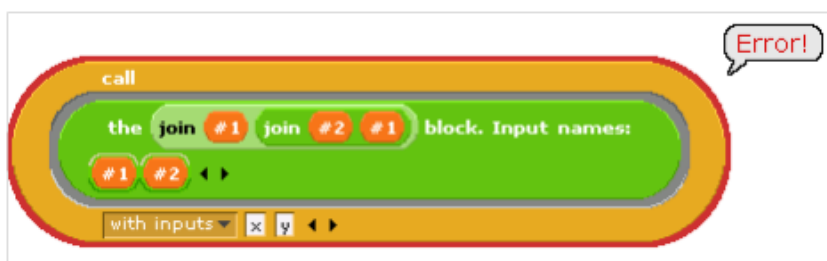 Error!
call
the join #1 join #2 #1 block. Input names:
#1 #2
with inputs x y